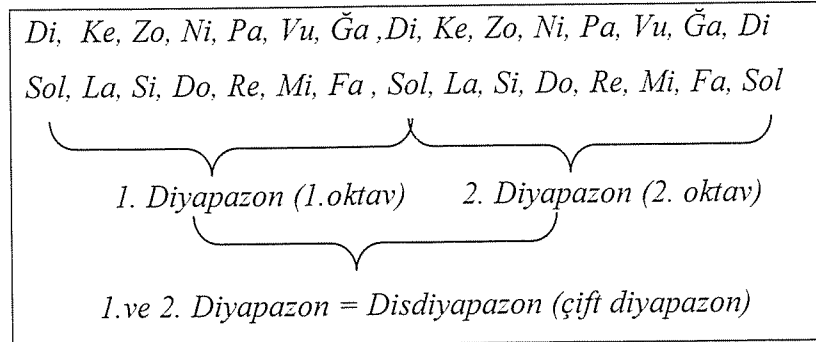 Di, Ke, Zo, Ni, Pa, Vu, Ğa ,Di, Ke, Zo, Ni, Pa, Vu, Ğa, Di
Sol, La, Si, Do, Re, Mi, Fa , Sol, La, Si, Do, Re, Mi, Fa, Sol
1. Diyapazon (1.oktav) 2. Diyapazon (2. oktav)
1.ve 2. Diyapazon = Disdiyapazon (çift diyapazon)